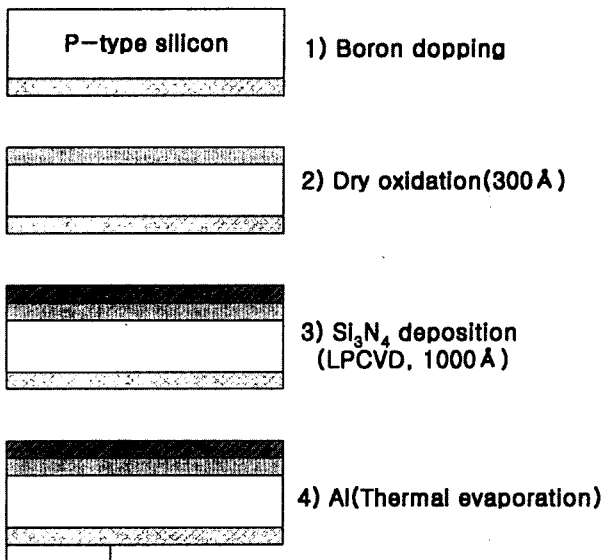 P-type silicon
1) Boron dopping
2) Dry oxidation(300Å)
3) Si₃N₄ deposition
(LPCVD, 1000Å)
4) Al(Thermal evaporation)